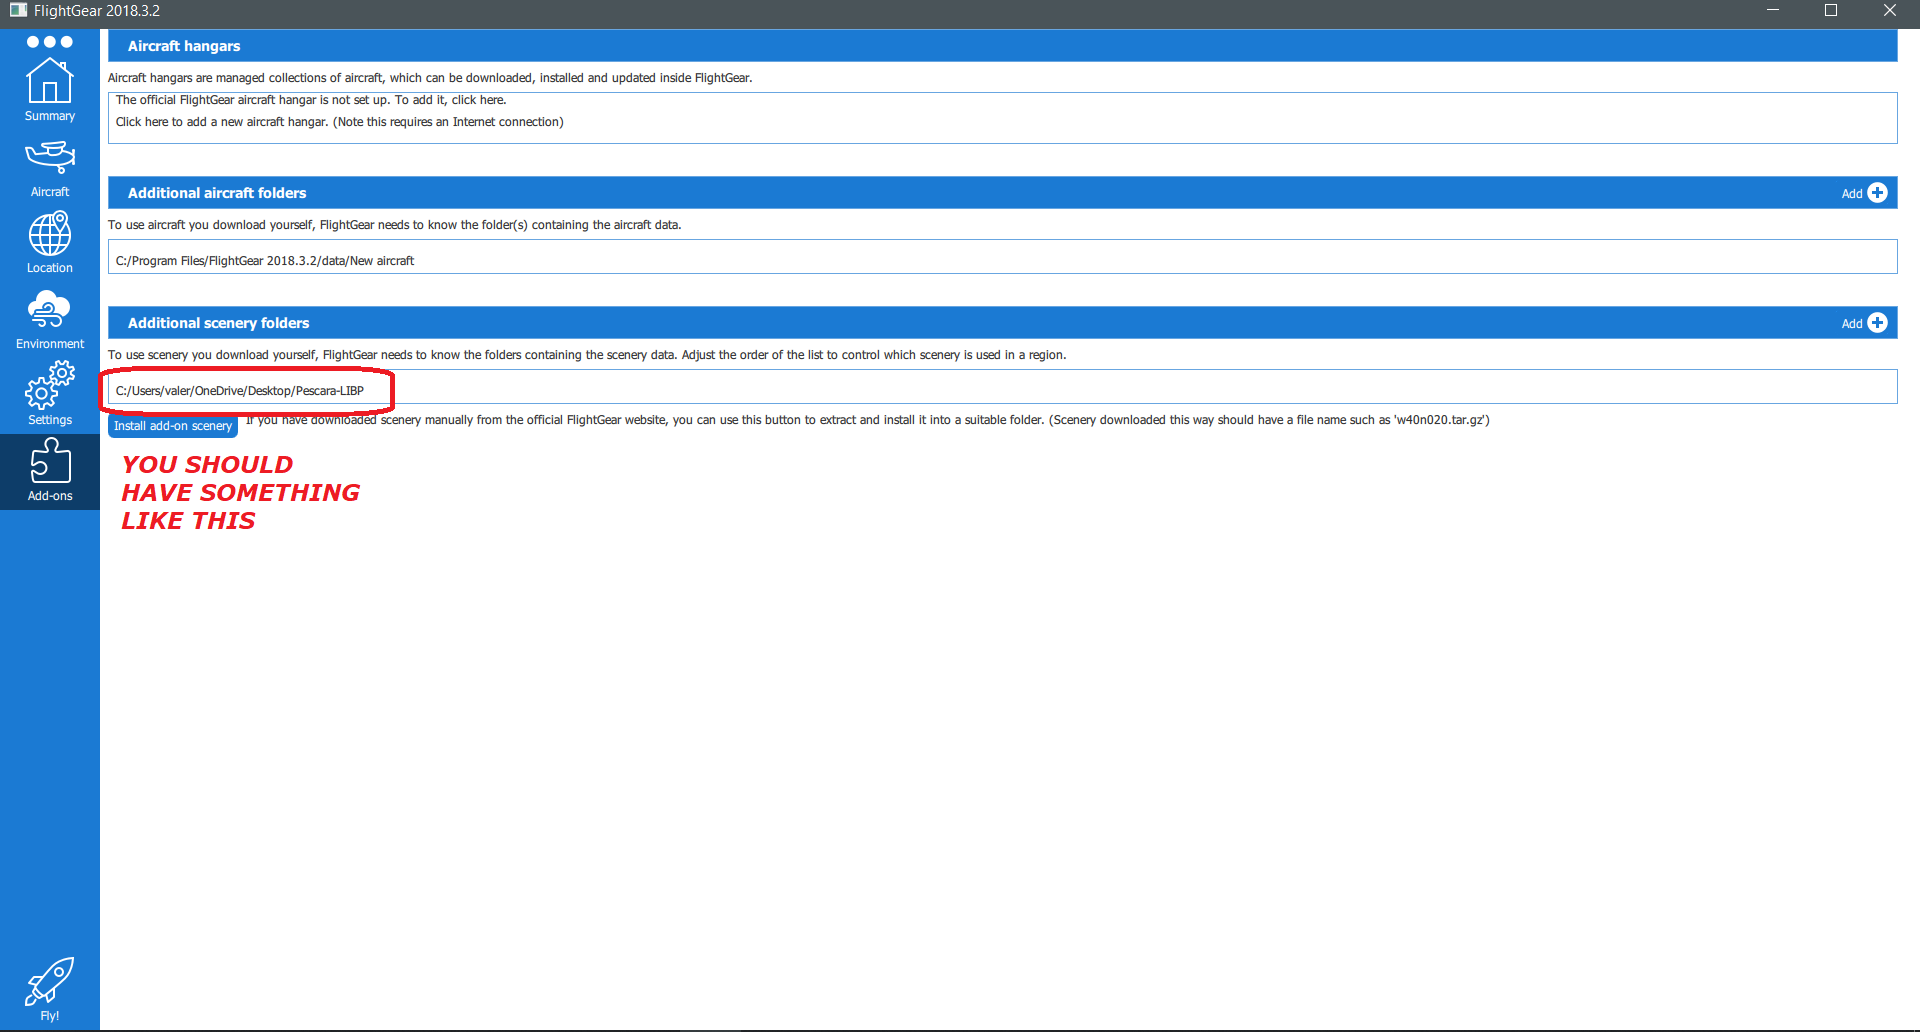 FlightGear 2018.3.2
Summary
Aircraft
Location
Environment
Settings
Add-ons
Fly!
Aircraft hangars
Aircraft hangars are managed collections of aircraft, which can be downloaded, installed and updated inside FlightGear.
The official FlightGear aircraft hangar is not set up. To add it, click here.
Click here to add a new aircraft hangar. (Note this requires an Internet connection)
Additional aircraft folders
Add
To use aircraft you download yourself, FlightGear needs to know the folder(s) containing the aircraft data.
C:/Program Files/FlightGear 2018.3.2/data/New aircraft
Additional scenery folders
Add
To use scenery you download yourself, FlightGear needs to know the folders containing the scenery data. Adjust the order of the list to control which scenery is used in a region.
C:/Users/valer/OneDrive/Desktop/Pescara-LIBP
Install add-on scenery
If you have downloaded scenery manually from the official FlightGear website, you can use this button to extract and install it into a suitable folder. (Scenery downloaded this way should have a file name such as 'w40n020.tar.gz')
YOU SHOULD
HAVE SOMETHING
LIKE THIS